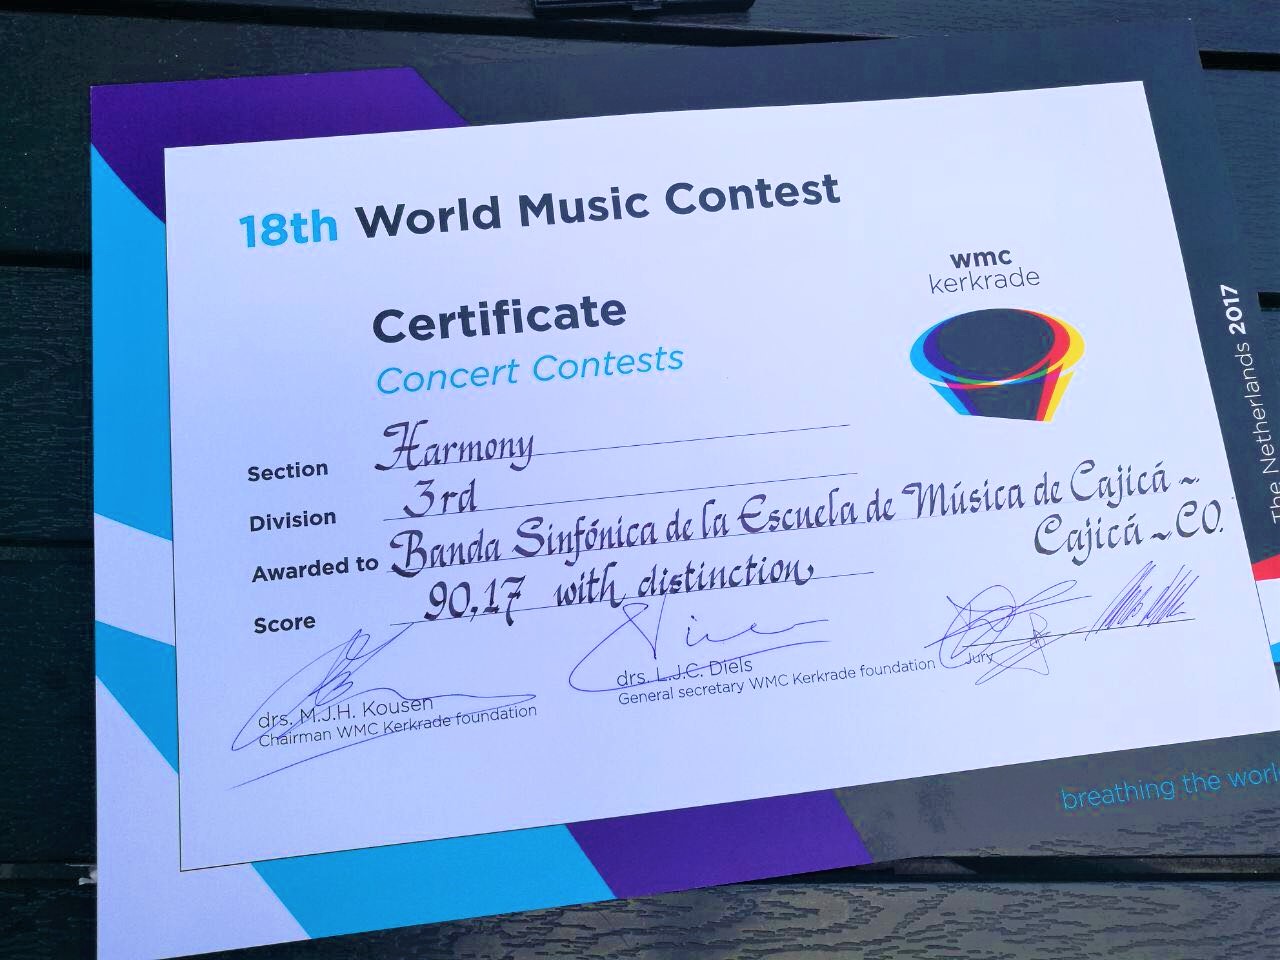 18th World Music Contest
wmc
kerkrade
Certificate
Concert Contests
Section Harmony
Division 3rd
Awarded to Banda Sinfónica de la Escuela de Música de Cajicá ~
Cajicá ~ CO.
Score 90,17 with distinction
drs. M.J.H. Kousen
Chairman WMC Kerkrade foundation
drs. L.J.C. Diels
General secretary WMC Kerkrade foundation
Jury
The Netherlands 2017
breathing the